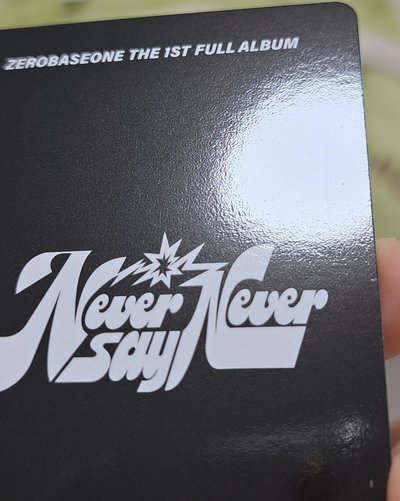 ZEROBASEONE THE 1ST FULL ALBUM
Never Never
say